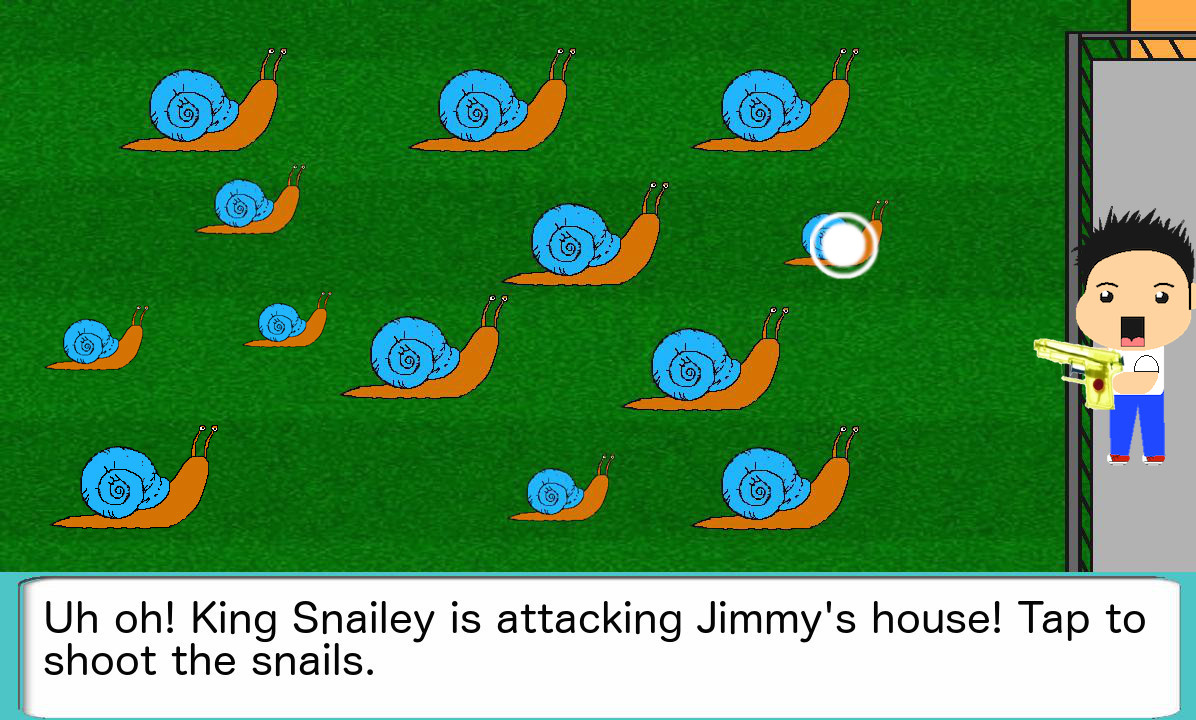 Uh oh! King Snailey is attacking Jimmy's house! Tap to
shoot the snails.